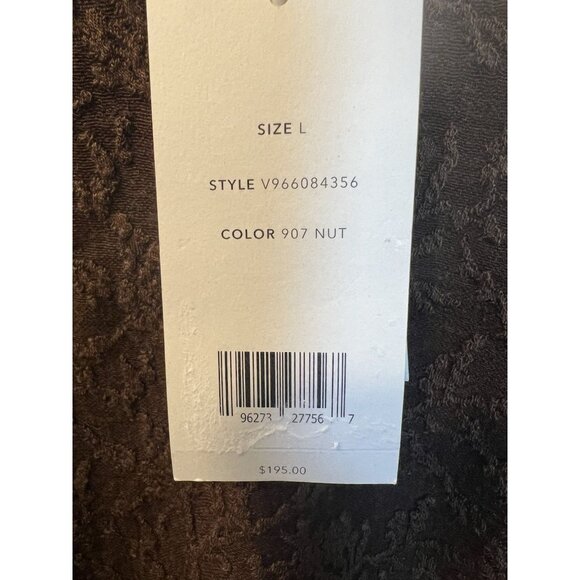 SIZE L
STYLE V966084356
COLOR 907 NUT
96273 27756 7
$195.00